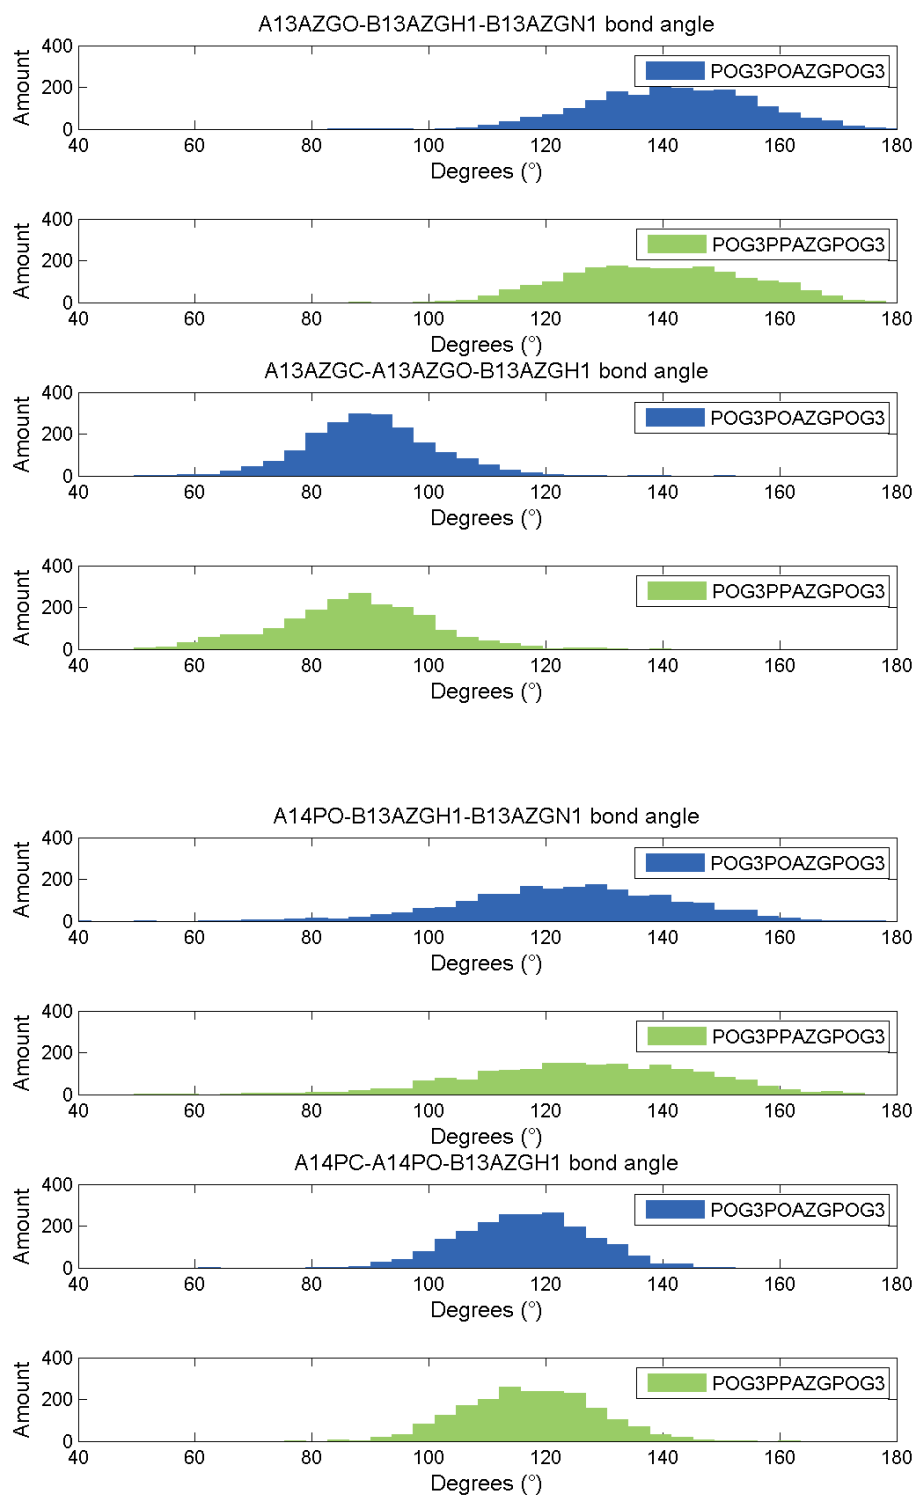 A13AZGO-B13AZGH1-B13AZGN1 bond angle
400
200
0
Amount
POG3POAZGPOG3
40 60 80 100 120 140 160 180
Degrees (°)
400
200
0
Amount
POG3PPAZGPOG3
40 60 80 100 120 140 160 180
Degrees (°)
A13AZGC-A13AZGO-B13AZGH1 bond angle
400
200
0
Amount
POG3POAZGPOG3
40 60 80 100 120 140 160 180
Degrees (°)
400
200
0
Amount
POG3PPAZGPOG3
40 60 80 100 120 140 160 180
Degrees (°)
A14PO-B13AZGH1-B13AZGN1 bond angle
400
200
0
Amount
POG3POAZGPOG3
40 60 80 100 120 140 160 180
Degrees (°)
400
200
0
Amount
POG3PPAZGPOG3
40 60 80 100 120 140 160 180
Degrees (°)
A14PC-A14PO-B13AZGH1 bond angle
400
200
0
Amount
POG3POAZGPOG3
40 60 80 100 120 140 160 180
Degrees (°)
400
200
0
Amount
POG3PPAZGPOG3
40 60 80 100 120 140 160 180
Degrees (°)